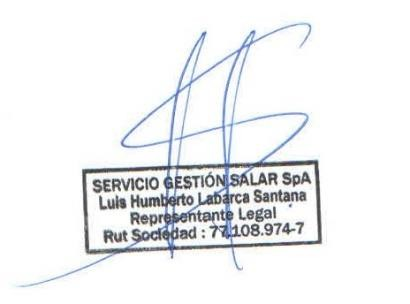 SERVICIO GESTIÓN SALAR SpA
Luis Humberto Labarca Santana
Representante Legal
Rut Sociedad : 77.108.974-7